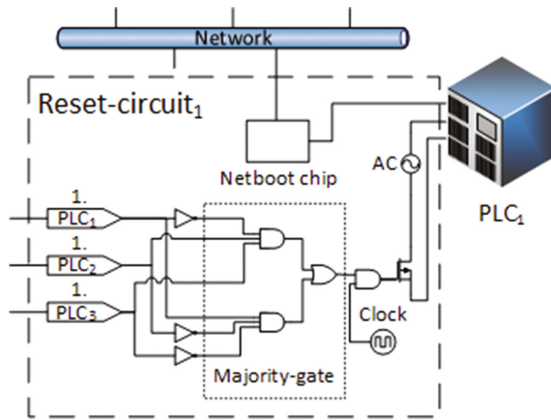 Network
Reset-circuit₁
Netboot chip
AC
PLC₁
1.
PLC₁
1.
PLC₂
1.
PLC₃
Clock
Majority-gate